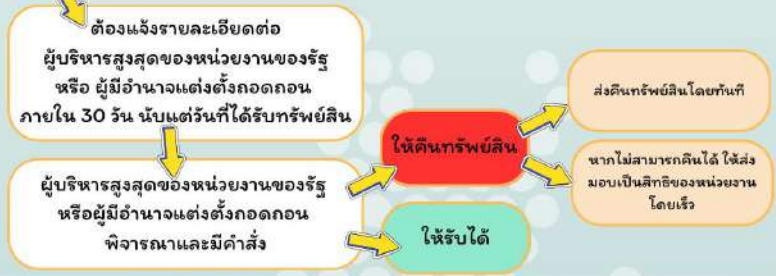 ต้องแจ้งรายละเอียดต่อ
ผู้บริหารสูงสุดของหน่วยงานของรัฐ
หรือ ผู้มีอำนาจแต่งตั้งถอดถอน
ภายใน 30 วัน นับแต่วันที่ได้รับทรัพย์สิน
ผู้บริหารสูงสุดของหน่วยงานของรัฐ
หรือผู้มีอำนาจแต่งตั้งถอดถอน
พิจารณาและมีคำสั่ง
ให้คืนทรัพย์สิน
ส่งคืนทรัพย์สินโดยทันที
หากไม่สามารถคืนได้ ให้ส่ง
มอบเป็นสิทธิของหน่วยงาน
โดยเร็ว
ให้รับได้